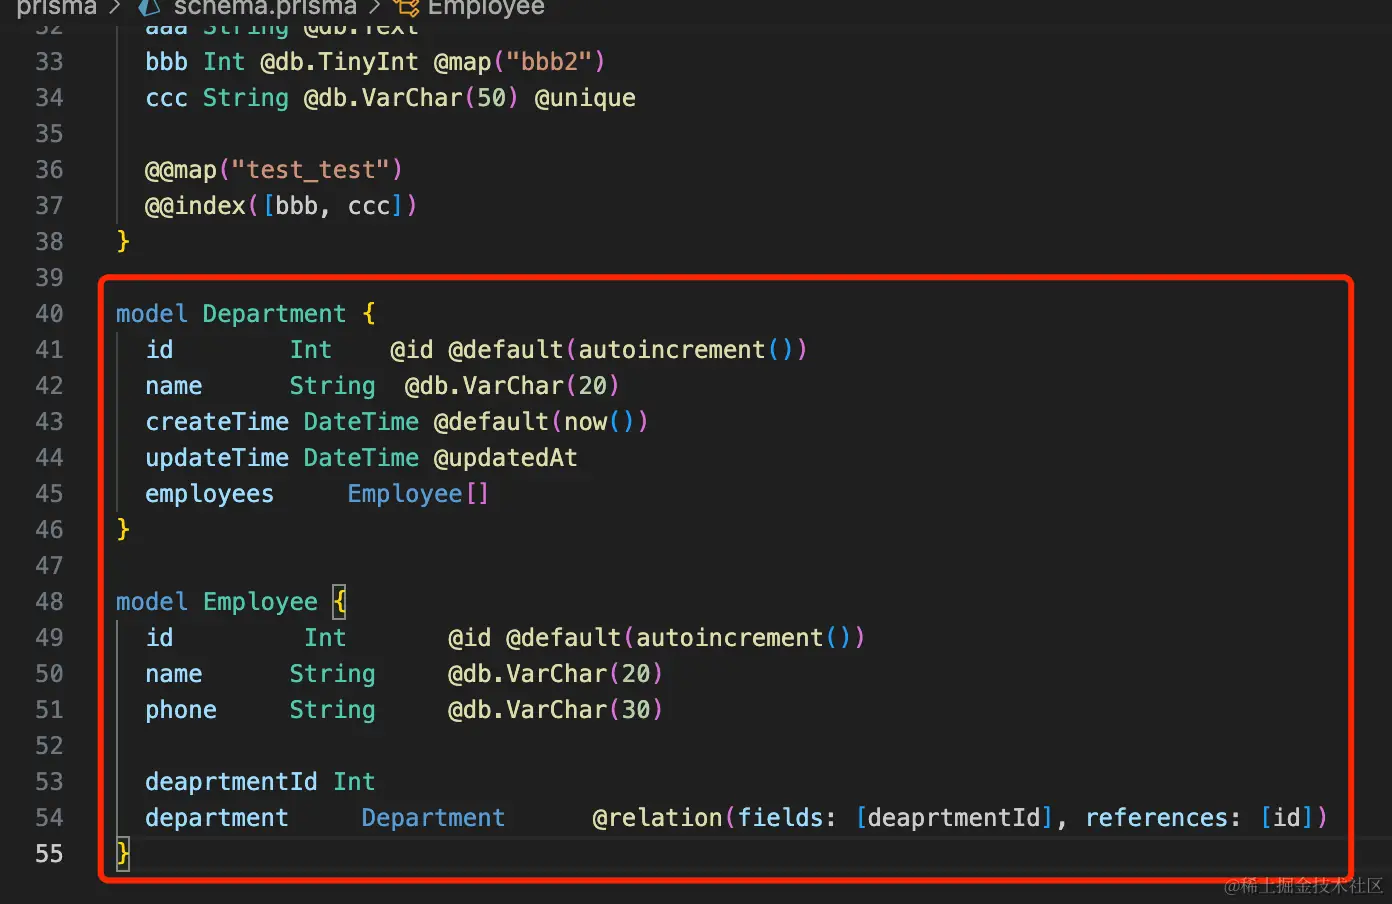 prisma > schema.prisma > Employee
32 aaa String @db.Text
33 bbb Int @db.TinyInt @map("bbb2")
34 ccc String @db.VarChar(50) @unique
35
36 @@map("test_test")
37 @@index([bbb, ccc])
38 }
39
40 model Department {
41 id Int @id @default(autoincrement())
42 name String @db.VarChar(20)
43 createTime DateTime @default(now())
44 updateTime DateTime @updatedAt
45 employees Employee[]
46 }
47
48 model Employee {
49 id Int @id @default(autoincrement())
50 name String @db.VarChar(20)
51 phone String @db.VarChar(30)
52
53 deaprtmentId Int
54 department Department @relation(fields: [deaprtmentId], references: [id])
55 }
@稀土掘金技术社区